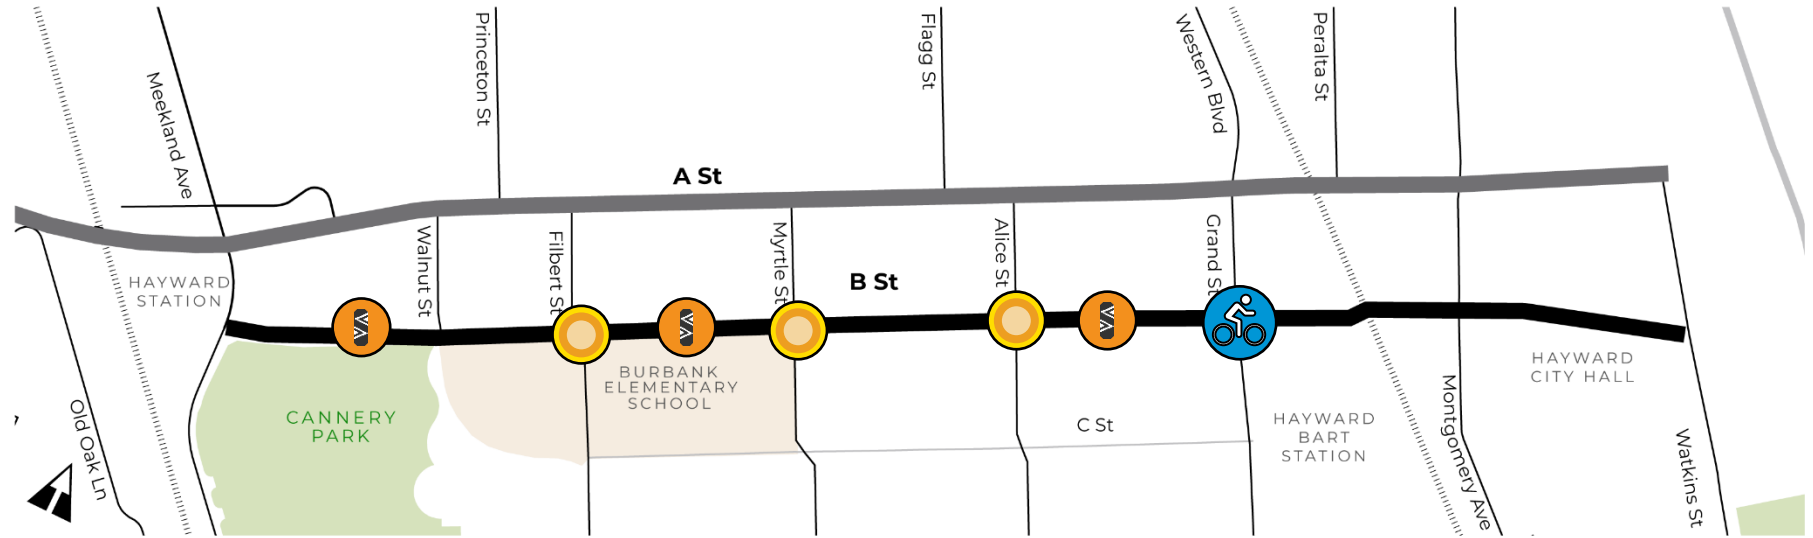 Princeton St
Flagg St
Western Blvd
Peralta St
Meekland Ave
A St
Walnut St
Filbert St
Myrtle St
Alice St
Grand St
B St
HAYWARD
STATION
HAYWARD
CITY HALL
BURBANK
ELEMENTARY
SCHOOL
CANNERY
PARK
C St
HAYWARD
BART
STATION
Old Oak Ln
Montgomery Ave
Watkins St